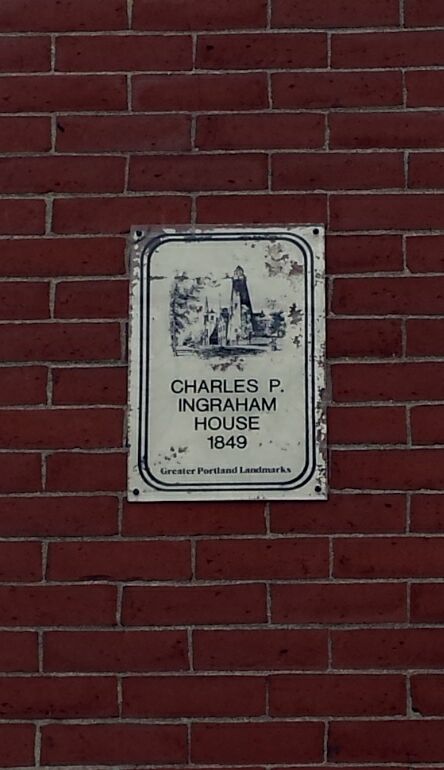 CHARLES P.
INGRAHAM
HOUSE
1849
Greater Portland Landmarks